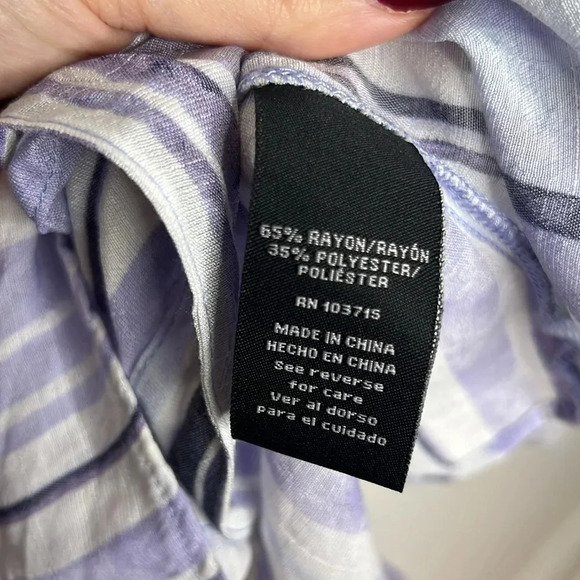 65% RAYON/RAYÓN
35% POLYESTER/
POLIÉSTER
RN 103715
MADE IN CHINA
HECHO EN CHINA
See reverse
for care
Ver al dorso
para el cuidado